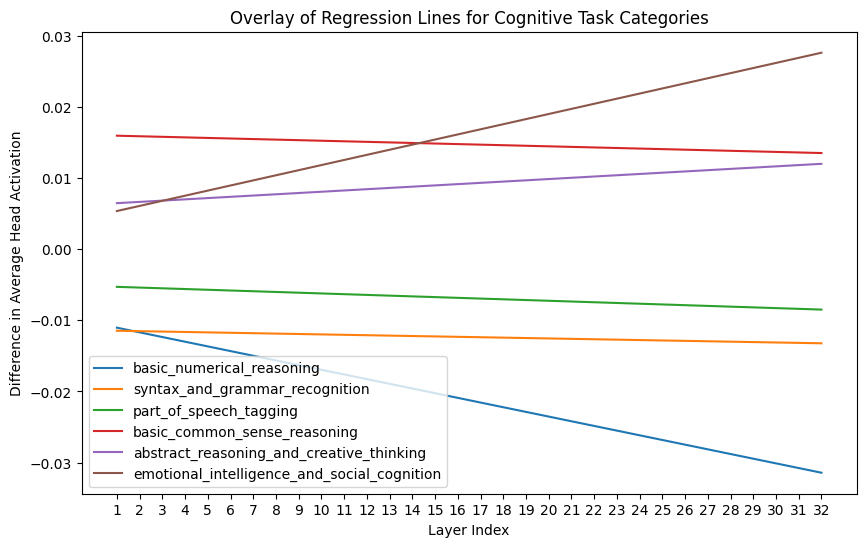 Overlay of Regression Lines for Cognitive Task Categories
Difference in Average Head Activation
0.03
0.02
0.01
0.00
−0.01
−0.02
−0.03
basic_numerical_reasoning
syntax_and_grammar_recognition
part_of_speech_tagging
basic_common_sense_reasoning
abstract_reasoning_and_creative_thinking
emotional_intelligence_and_social_cognition
1 2 3 4 5 6 7 8 9 10 11 12 13 14 15 16 17 18 19 20 21 22 23 24 25 26 27 28 29 30 31 32
Layer Index